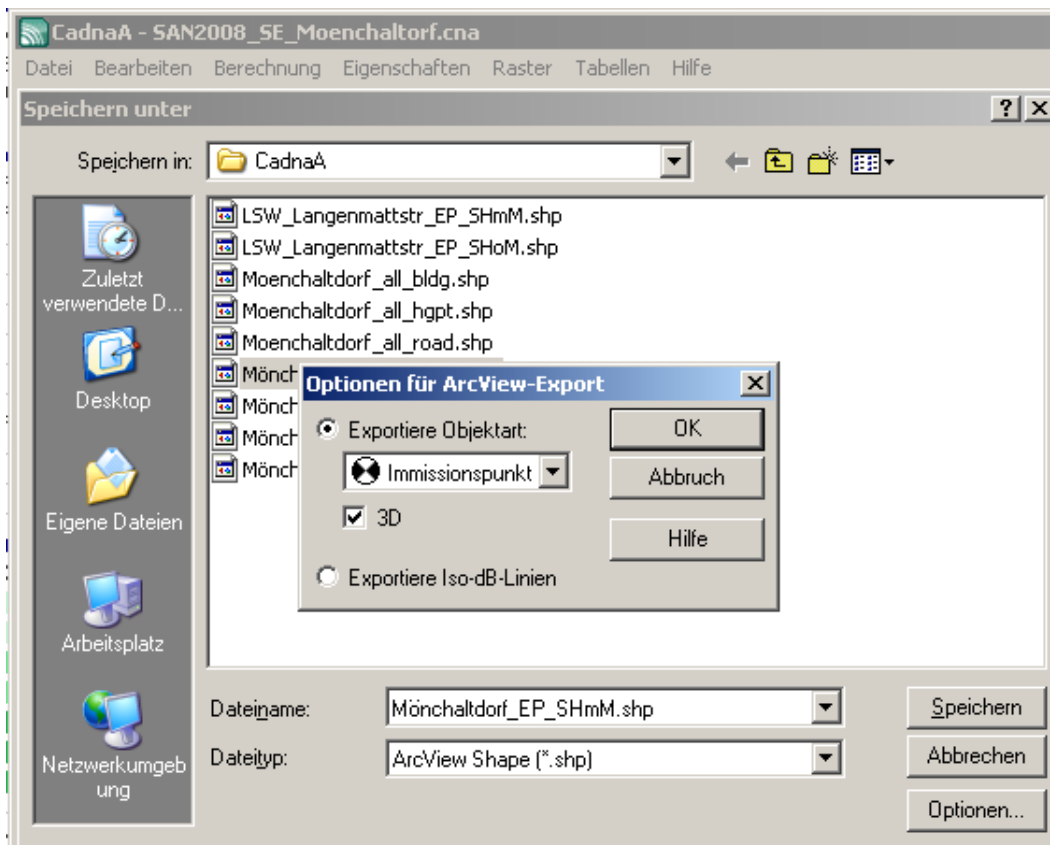 CadnaA - SAN2008_SE_Moenchaltorf.cna
Datei Bearbeiten Berechnung Eigenschaften Raster Tabellen Hilfe
Speichern unter
Speichern in: CadnaA
Zuletzt
verwendete D...
Desktop
Eigene Dateien
Arbeitsplatz
Netzwerkumgeb
ung
LSW_Langenmattstr_EP_SHmM.shp
LSW_Langenmattstr_EP_SHoM.shp
Moenchaltdorf_all_bldg.shp
Moenchaltdorf_all_hgpt.shp
Moenchaltdorf_all_road.shp
Mönch
Mönch
Mönch
Mönch
Optionen für ArcView-Export
Exportiere Objektart:
Immissionspunkt
3D
Exportiere Iso-dB-Linien
OK
Abbruch
Hilfe
Dateiname: Mönchaltdorf_EP_SHmM.shp
Speichern
Dateityp: ArcView Shape (*.shp)
Abbrechen
Optionen...